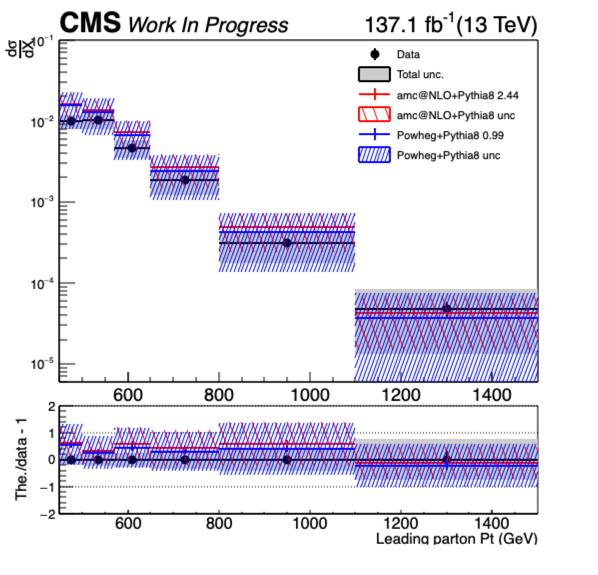 CMS Work In Progress 137.1 fb⁻¹(13 TeV)
dσ
dX
10⁻¹
10⁻²
10⁻³
10⁻⁴
10⁻⁵
Data
Total unc.
amc@NLO+Pythia8 2.44
amc@NLO+Pythia8 unc
Powheg+Pythia8 0.99
Powheg+Pythia8 unc
600 800 1000 1200 1400
The./data - 1
2
1
0
−1
−2
600 800 1000 1200 1400
Leading parton Pt (GeV)